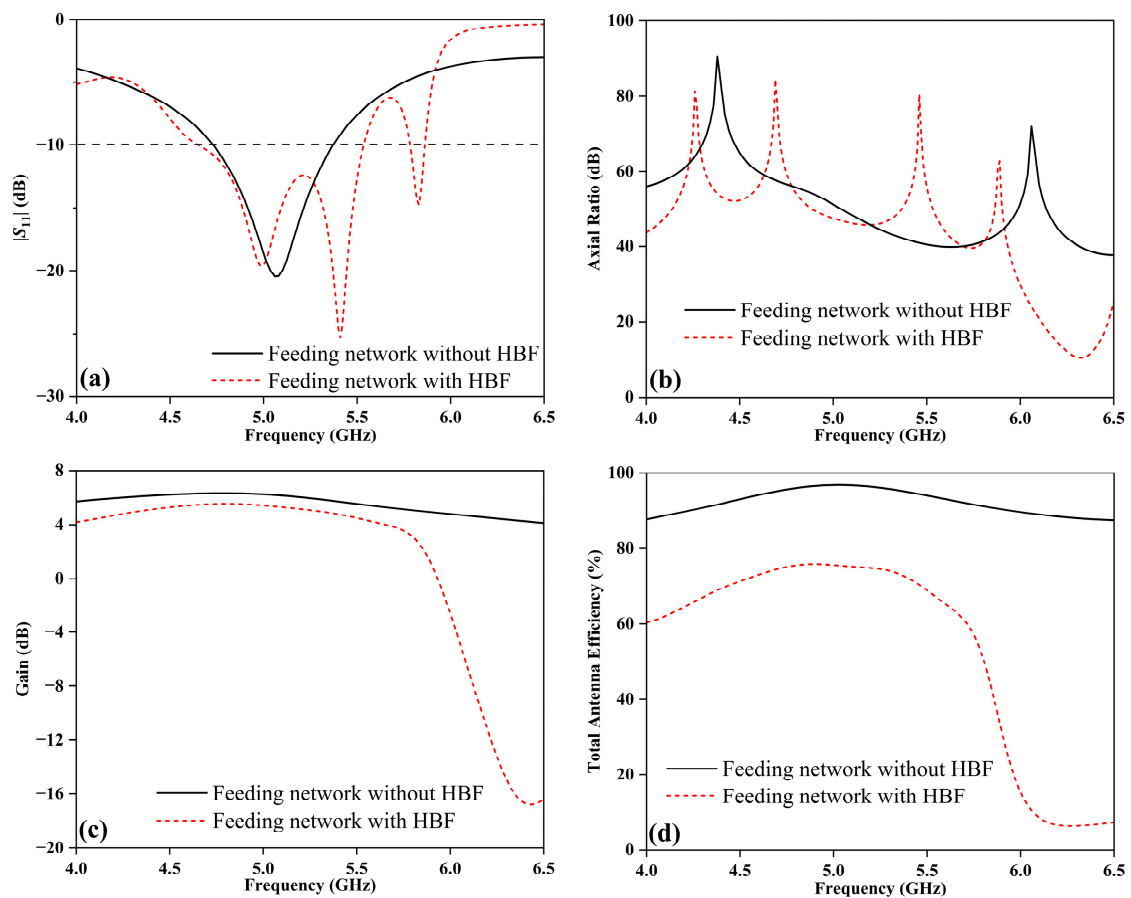 0
−10
−20
−30
|S11| (dB)
Feeding network without HBF
Feeding network with HBF
(a)
4.0 4.5 5.0 5.5 6.0 6.5
Frequency (GHz)
100
80
60
40
20
0
Axial Ratio (dB)
Feeding network without HBF
Feeding network with HBF
(b)
4.0 4.5 5.0 5.5 6.0 6.5
Frequency (GHz)
8
4
0
−4
−8
−12
−16
−20
Gain (dB)
Feeding network without HBF
Feeding network with HBF
(c)
4.0 4.5 5.0 5.5 6.0 6.5
Frequency (GHz)
100
80
60
40
20
0
Total Antenna Efficiency (%)
Feeding network without HBF
Feeding network with HBF
(d)
4.0 4.5 5.0 5.5 6.0 6.5
Frequency (GHz)